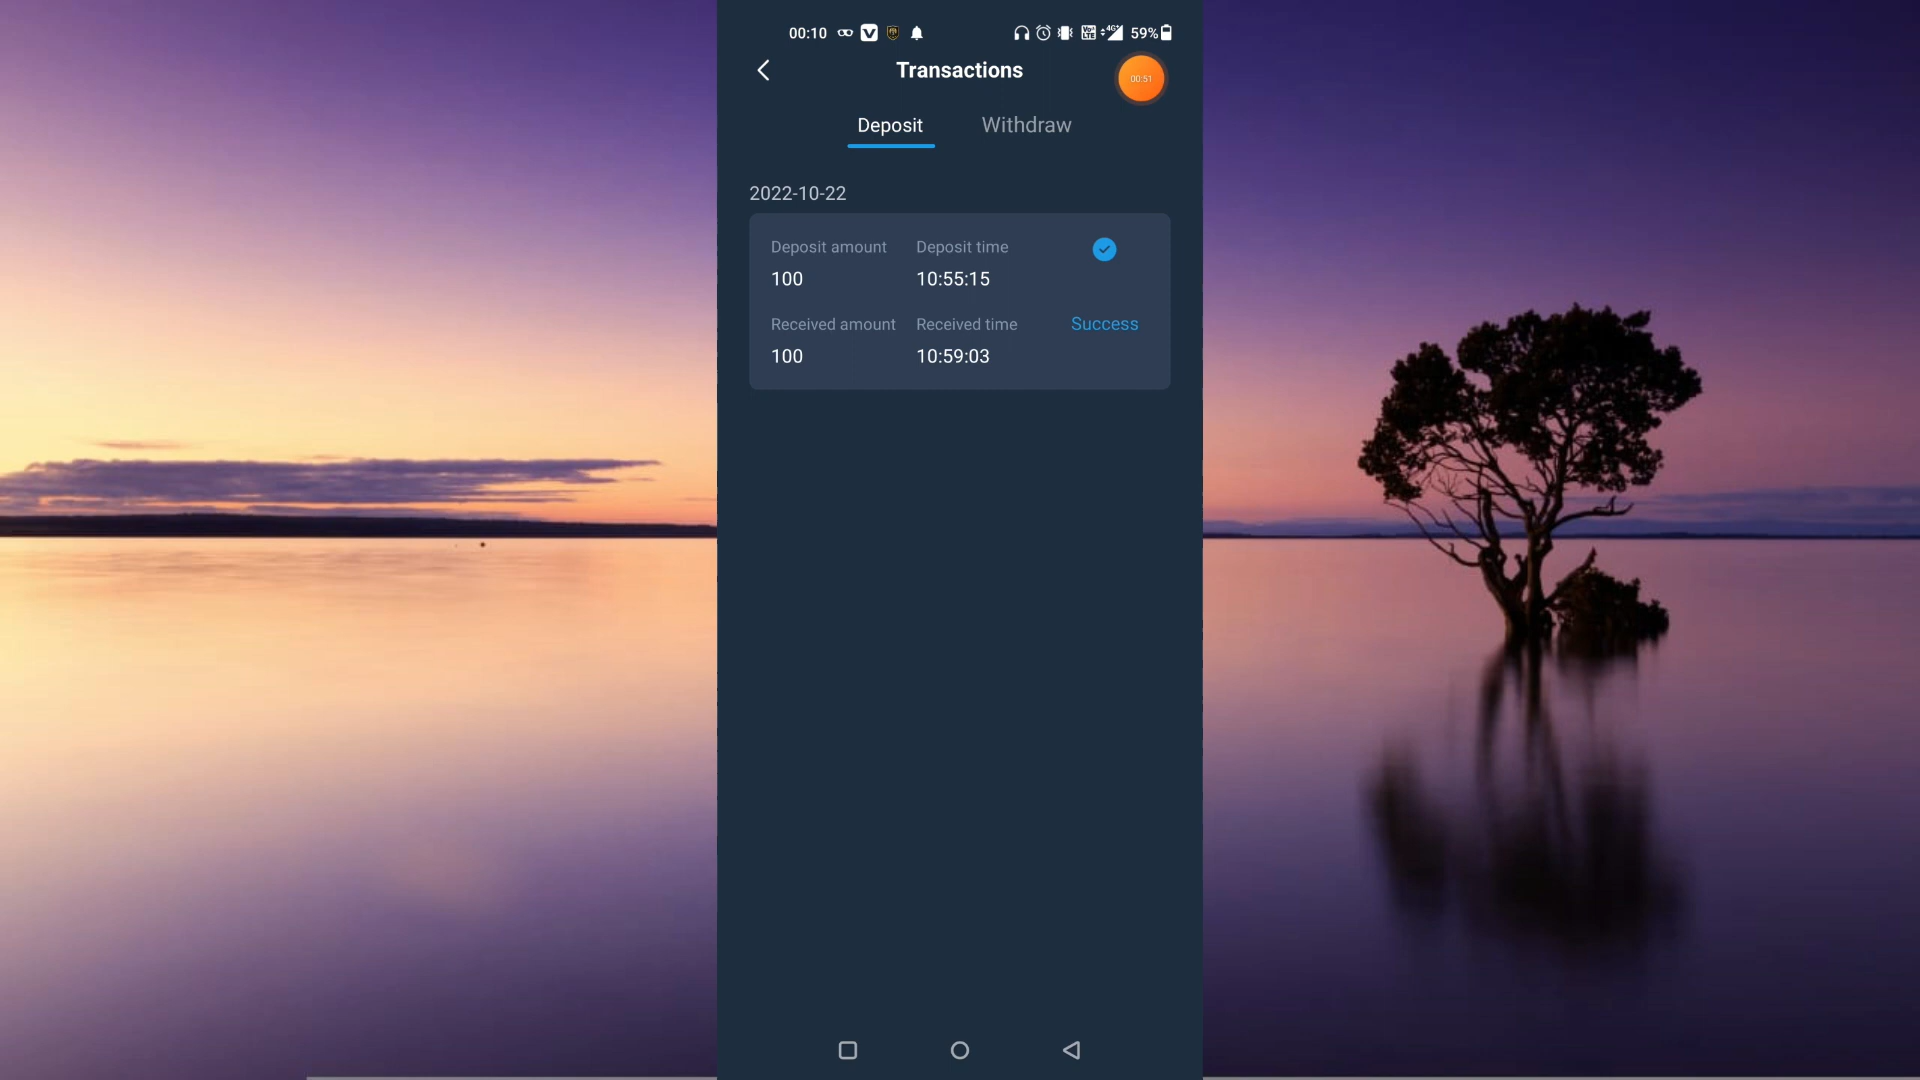 00:10 59%
Transactions
00:51
Deposit Withdraw
2022-10-22
Deposit amount Deposit time
100 10:55:15
Received amount Received time Success
100 10:59:03